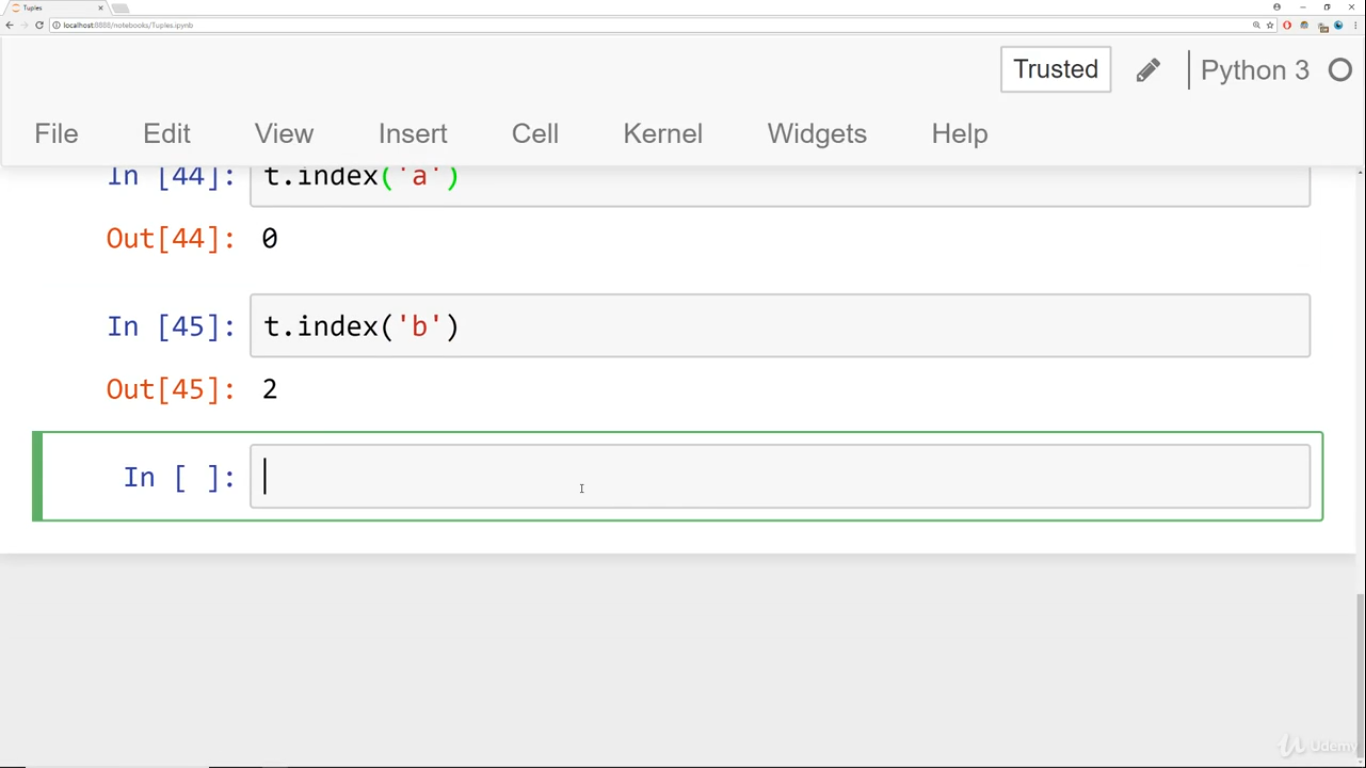 Tuples
localhost:8888/notebooks/Tuples.ipynb
Trusted
Python 3
File Edit View Insert Cell Kernel Widgets Help
In [44]: t.index('a')
Out[44]: 0
In [45]: t.index('b')
Out[45]: 2
In [ ]:
Udemy